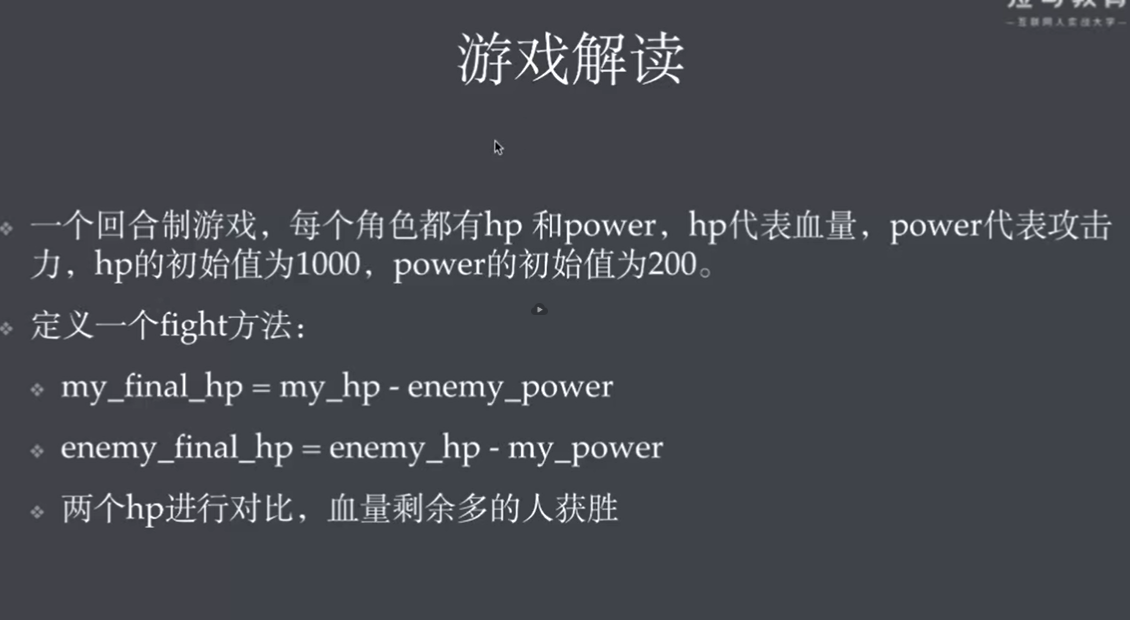 一互联网人实战大学一
游戏解读
一个回合制游戏，每个角色都有hp 和power，hp代表血量，power代表攻击
力，hp的初始值为1000，power的初始值为200。
定义一个fight方法：
my_final_hp = my_hp - enemy_power
enemy_final_hp = enemy_hp - my_power
两个hp进行对比，血量剩余多的人获胜